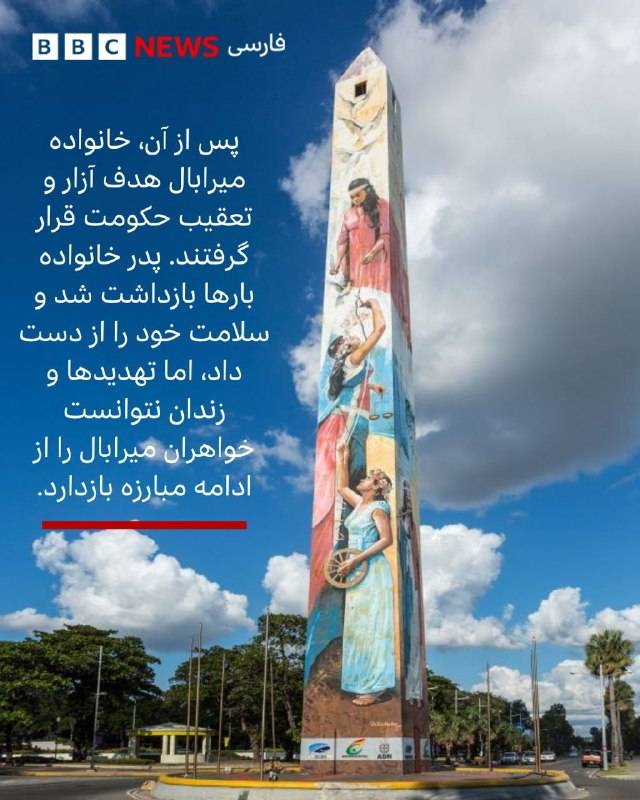 BBC NEWS فارسی
پس از آن، خانواده
میرابال هدف آزار و
تعقیب حکومت قرار
گرفتند. پدر خانواده
بارها بازداشت شد و
سلامت خود را از دست
داد، اما تهدیدها و
زندان نتوانست
خواهران میرابال را از
ادامه مبارزه بازدارد.
ADN